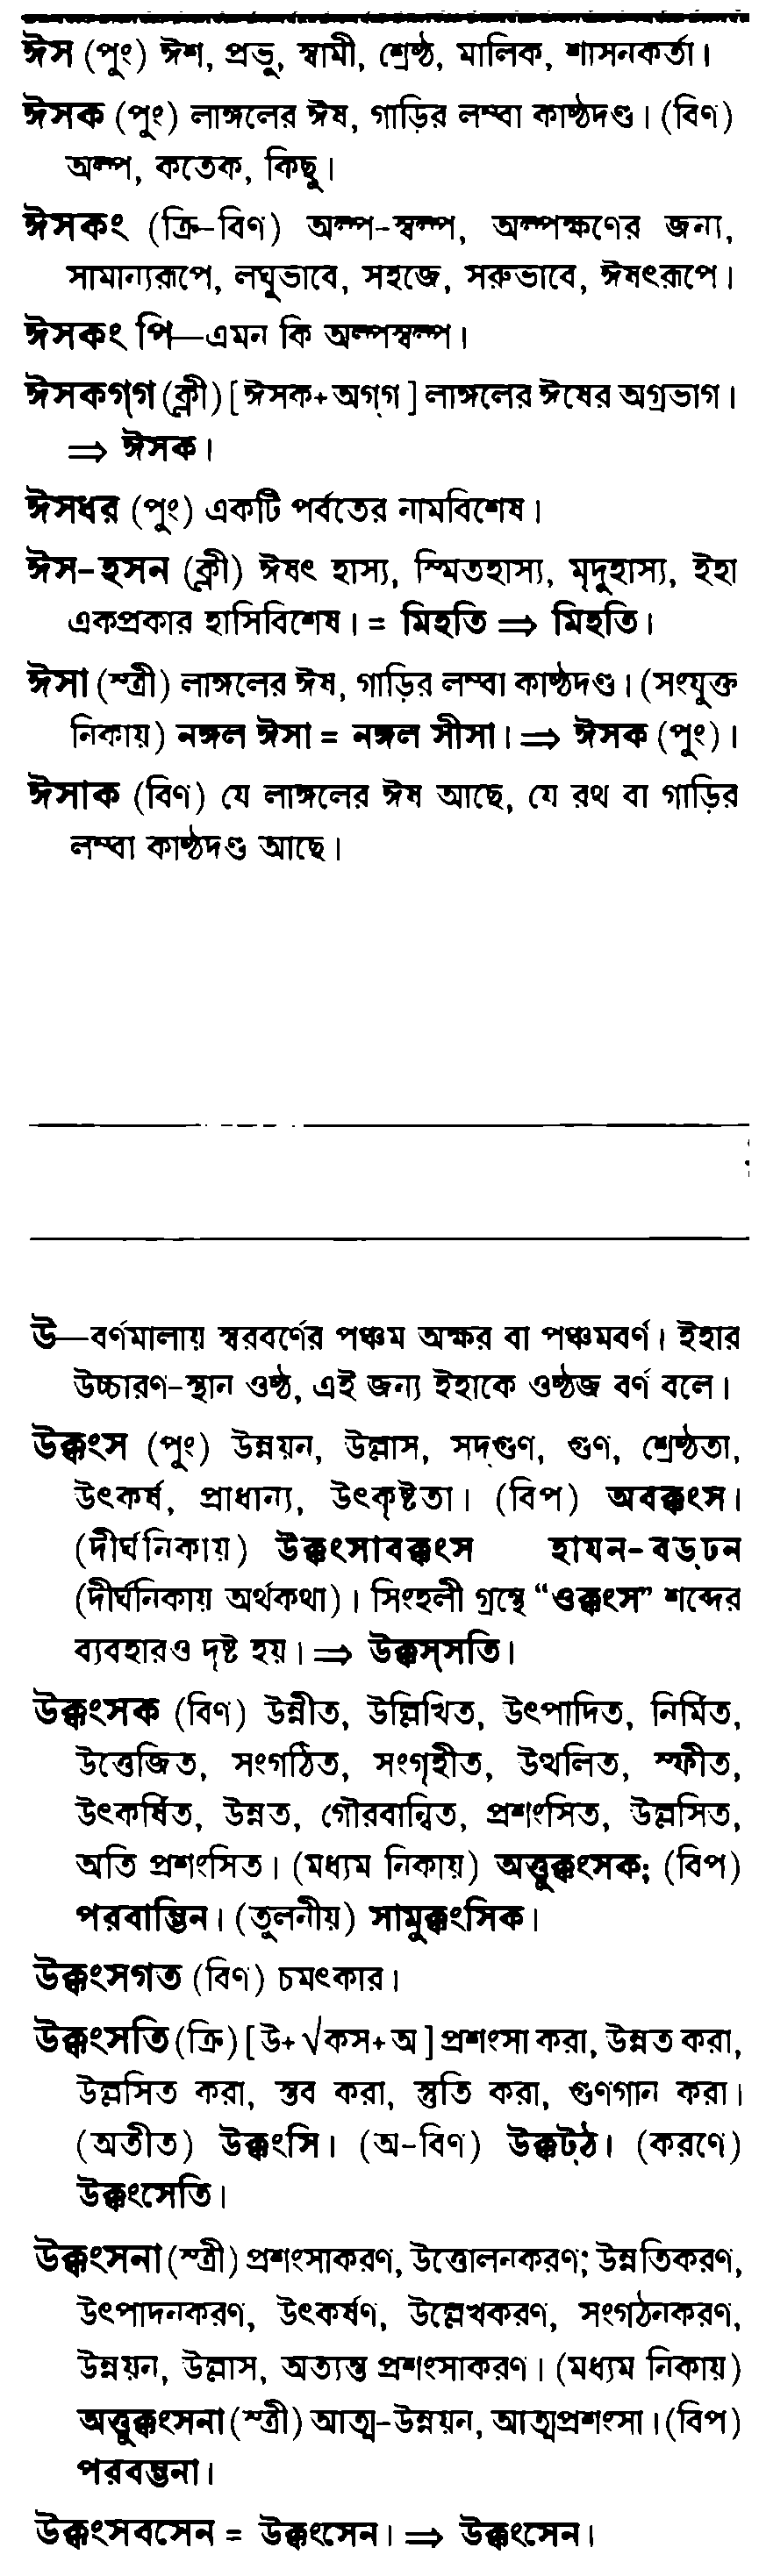 ঈস (পুং) ঈশ, প্রভু, স্বামী, শ্রেষ্ঠ, মালিক, শাসনকর্তা।
ঈসক (পুং) লাঙ্গলের ঈষ, গাড়ির লম্বা কাষ্ঠদণ্ড। (বিণ)
অল্প, কতেক, কিছু।
ঈসকং (ক্রি-বিণ) অল্প-স্বল্প, অল্পক্ষণের জন্য,
সামান্যরূপে, লঘুভাবে, সহজে, সরুভাবে, ঈষৎরূপে।
ঈসকং পি—এমন কি অল্পস্বল্প।
ঈসকগ্গ (ক্লী) [ ঈসক+অগ্গ ] লাঙ্গলের ঈষের অগ্রভাগ।
⇒ ঈসক।
ঈসধর (পুং) একটি পর্বতের নামবিশেষ।
ঈস-হসন (ক্লী) ঈষৎ হাস্য, স্মিতহাস্য, মৃদুহাস্য, ইহা
একপ্রকার হাসিবিশেষ। = মিহতি ⇒ মিহতি।
ঈসা (স্ত্রী) লাঙ্গলের ঈষ, গাড়ির লম্বা কাষ্ঠদণ্ড। (সংযুক্ত
নিকায়) নঙ্গল ঈসা = নঙ্গল সীসা। ⇒ ঈসক (পুং)।
ঈসাক (বিণ) যে লাঙ্গলের ঈষ আছে, যে রথ বা গাড়ির
লম্বা কাষ্ঠদণ্ড আছে।
উ—বর্ণমালায় স্বরবর্ণের পঞ্চম অক্ষর বা পঞ্চমবর্ণ। ইহার
উচ্চারণ-স্থান ওষ্ঠ, এই জন্য ইহাকে ওষ্ঠজ বর্ণ বলে।
উক্কংস (পুং) উন্নয়ন, উল্লাস, সদ্গুণ, গুণ, শ্রেষ্ঠতা,
উৎকর্ষ, প্রাধান্য, উৎকৃষ্টতা। (বিপ) অবক্কংস।
(দীর্ঘনিকায়) উক্কংসাবক্কংস হাযন-বড্ঢন
(দীর্ঘনিকায় অর্থকথা)। সিংহলী গ্রন্থে “ওক্কংস” শব্দের
ব্যবহারও দৃষ্ট হয়। ⇒ উক্কস্সতি।
উক্কংসক (বিণ) উন্নীত, উল্লিখিত, উৎপাদিত, নির্মিত,
উত্তেজিত, সংগঠিত, সংগৃহীত, উত্থলিত, স্ফীত,
উৎকর্ষিত, উন্নত, গৌরবান্বিত, প্রশংসিত, উল্লসিত,
অতি প্রশংসিত। (মধ্যম নিকায়) অত্তুক্কংসক; (বিপ)
পরবাম্ভিন। (তুলনীয়) সামুক্কংসিক।
উক্কংসগত (বিণ) চমৎকার।
উক্কংসতি (ক্রি) [ উ+√কস+অ ] প্রশংসা করা, উন্নত করা,
উল্লসিত করা, স্তব করা, স্তুতি করা, গুণগান করা।
(অতীত) উক্কংসি। (অ-বিণ) উক্কট্ঠ। (করণে)
উক্কংসেতি।
উক্কংসনা (স্ত্রী) প্রশংসাকরণ, উত্তোলনকরণ; উন্নতিকরণ,
উৎপাদনকরণ, উৎকর্ষণ, উল্লেখকরণ, সংগঠনকরণ,
উন্নয়ন, উল্লাস, অত্যন্ত প্রশংসাকরণ। (মধ্যম নিকায়)
অত্তুক্কংসনা (স্ত্রী) আত্ম-উন্নয়ন, আত্মপ্রশংসা। (বিপ)
পরবম্ভনা।
উক্কংসবসেন = উক্কংসেন। ⇒ উক্কংসেন।